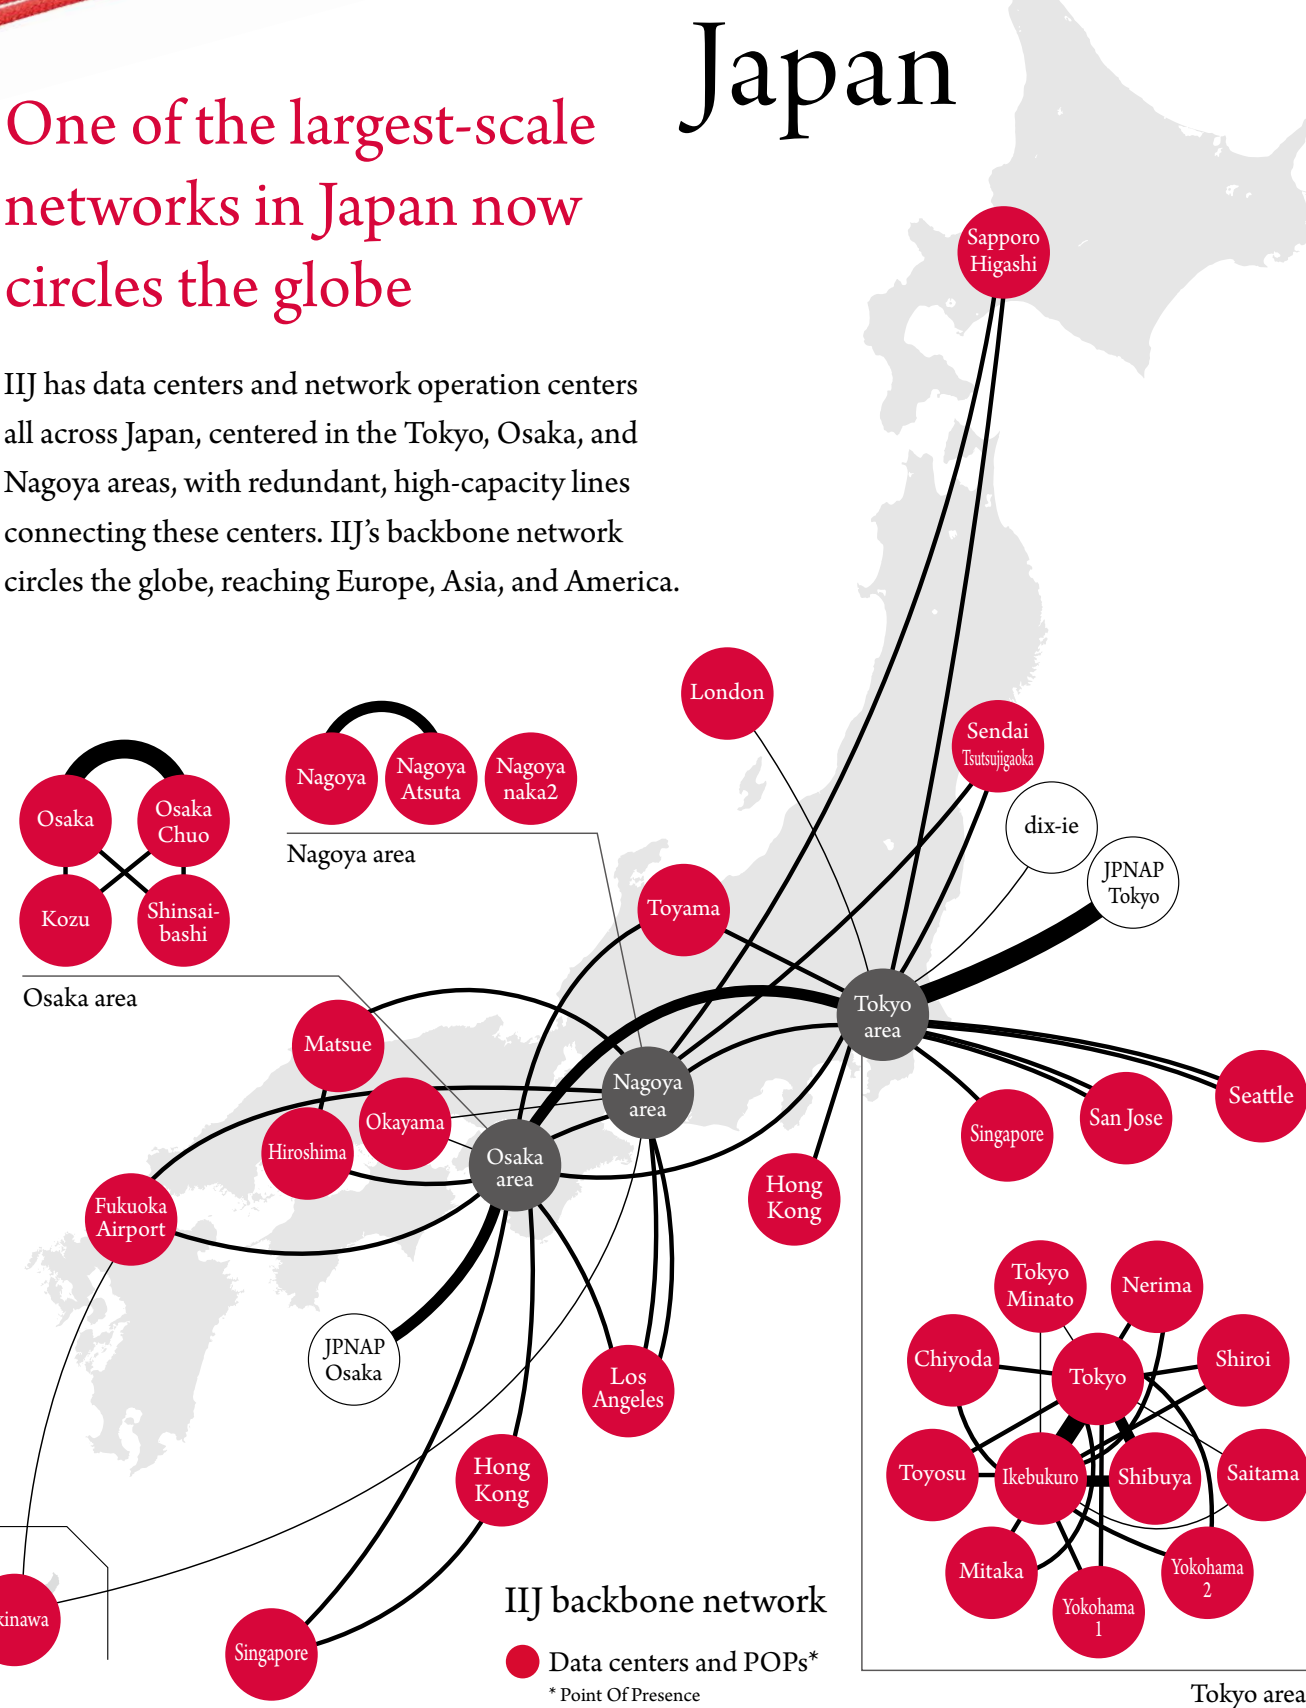 Japan
One of the largest-scale
networks in Japan now
circles the globe
IIJ has data centers and network operation centers
all across Japan, centered in the Tokyo, Osaka, and
Nagoya areas, with redundant, high-capacity lines
connecting these centers. IIJ's backbone network
circles the globe, reaching Europe, Asia, and America.
Sapporo
Higashi
London
Sendai
Tsutsujigaoka
dix-ie
JPNAP
Tokyo
Nagoya
Nagoya
Atsuta
Nagoya
naka2
Nagoya area
Osaka
Osaka
Chuo
Kozu
Shinsai-
bashi
Osaka area
Toyama
Tokyo
area
Matsue
Nagoya
area
Okayama
Hiroshima
Osaka
area
Seattle
San Jose
Singapore
Hong
Kong
Fukuoka
Airport
JPNAP
Osaka
Los
Angeles
Hong
Kong
Singapore
kinawa
Tokyo
Minato
Nerima
Chiyoda
Tokyo
Shiroi
Toyosu
Ikebukuro
Shibuya
Saitama
Mitaka
Yokohama
1
Yokohama
2
Tokyo area
IIJ backbone network
Data centers and POPs*
* Point Of Presence